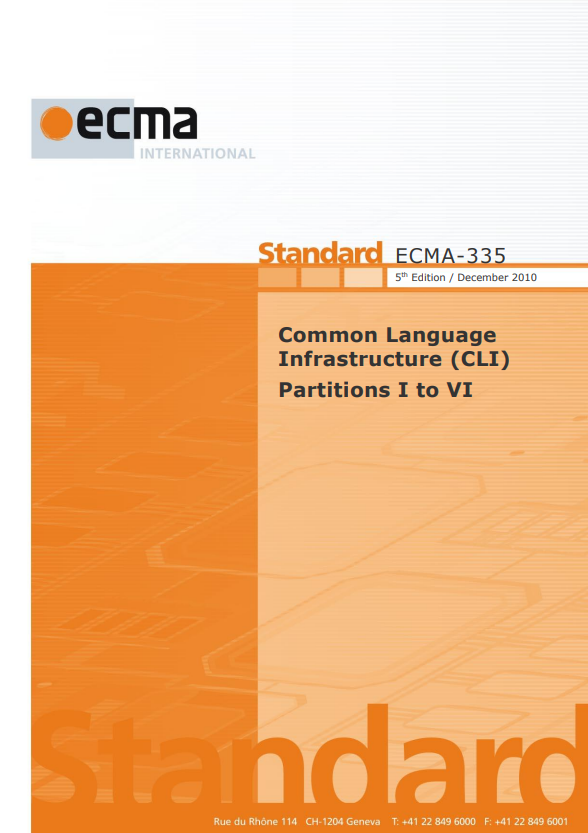 ecma
INTERNATIONAL
Standard ECMA-335
5th Edition / December 2010
Common Language
Infrastructure (CLI)
Partitions I to VI
Standard
Rue du Rhône 114 CH-1204 Geneva T: +41 22 849 6000 F: +41 22 849 6001